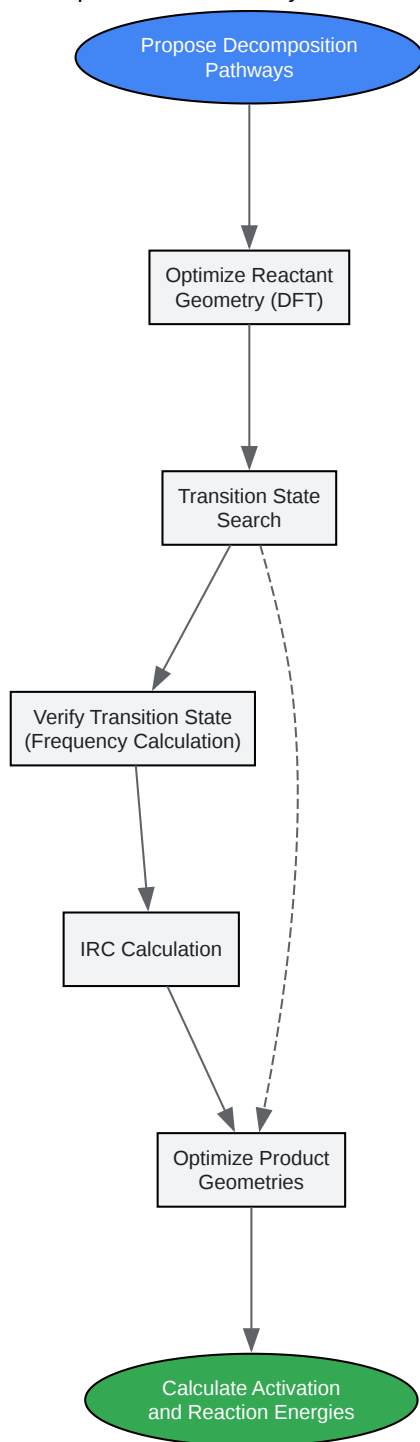 Propose Decomposition
Pathways
Optimize Reactant
Geometry (DFT)
Transition State
Search
Verify Transition State
(Frequency Calculation)
IRC Calculation
Optimize Product
Geometries
Calculate Activation
and Reaction Energies